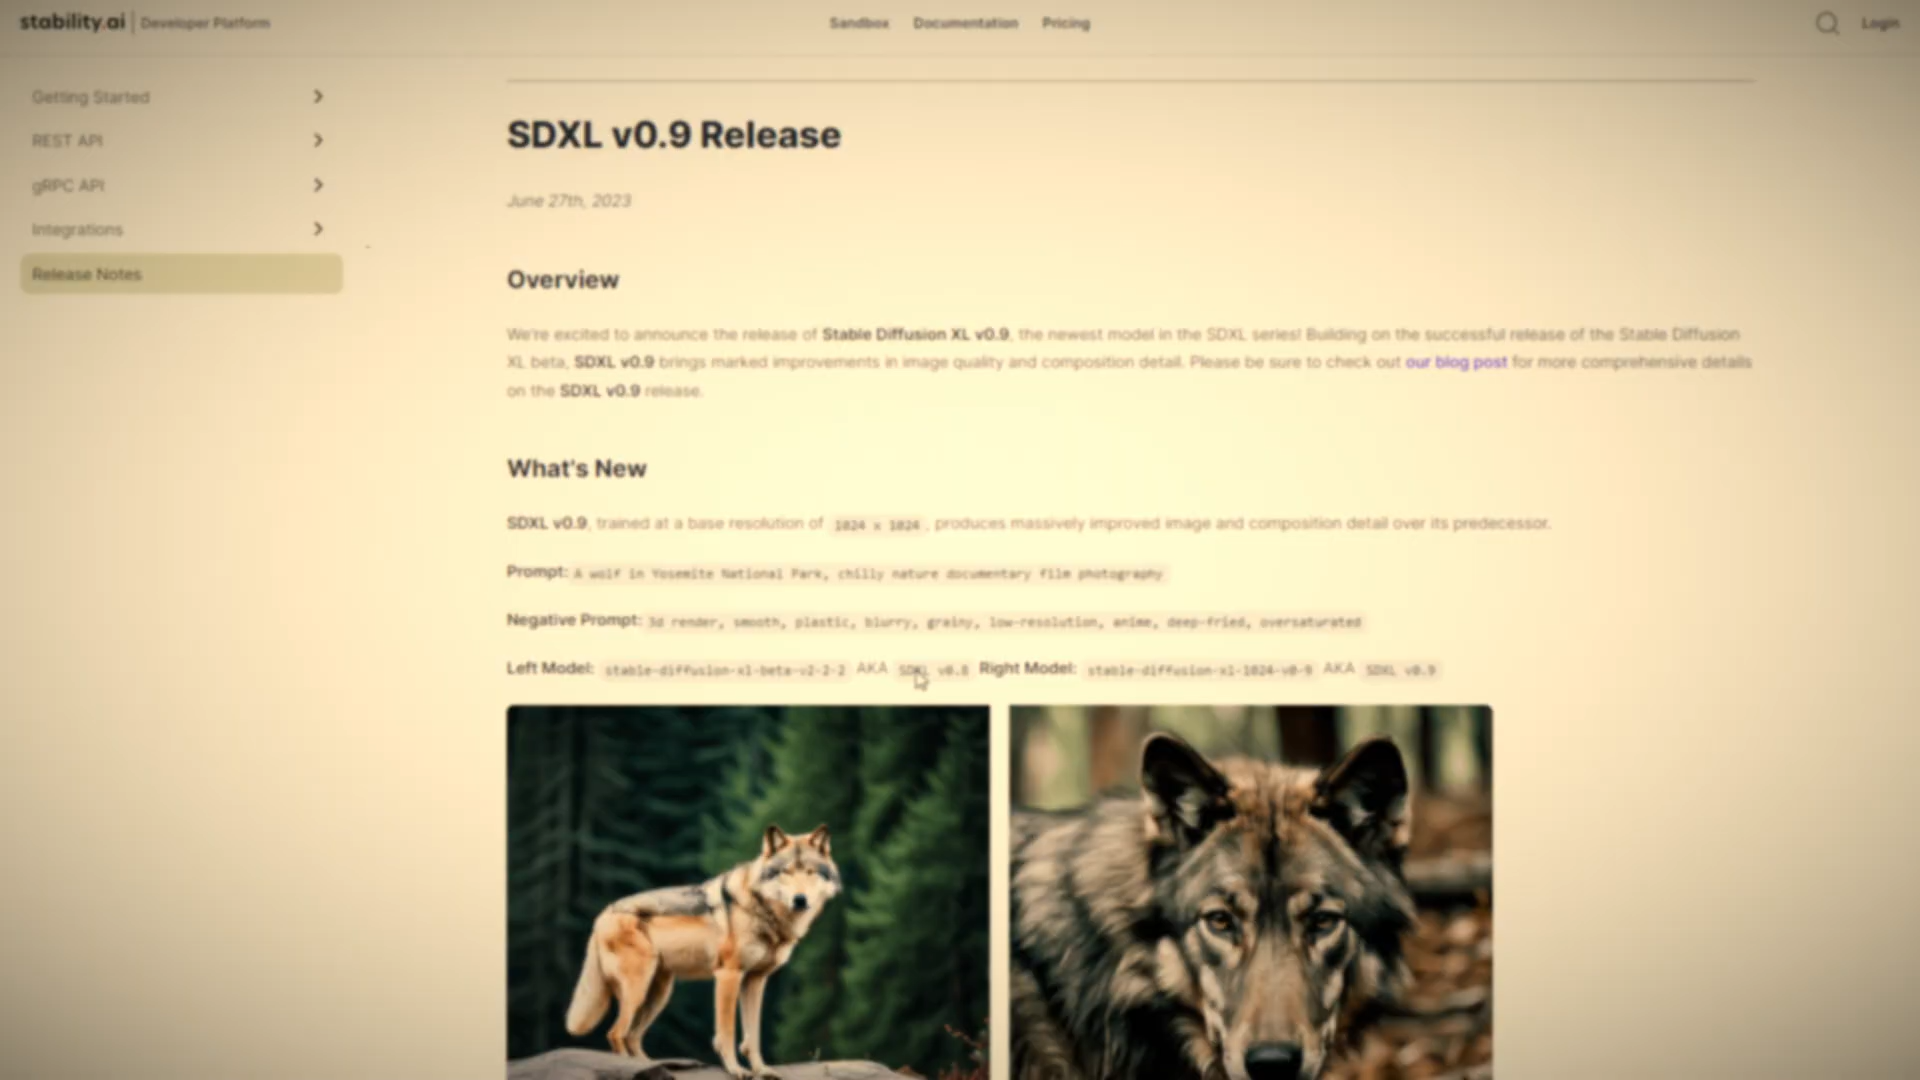 stability.ai | Developer Platform
Sandbox Documentation Pricing
Login
Getting Started
REST API
gRPC API
Integrations
Release Notes
SDXL v0.9 Release
June 27th, 2023
Overview
We're excited to announce the release of Stable Diffusion XL v0.9, the newest model in the SDXL series! Building on the successful release of the Stable Diffusion
XL beta, SDXL v0.9 brings marked improvements in image quality and composition detail. Please be sure to check out our blog post for more comprehensive details
on the SDXL v0.9 release.
What's New
SDXL v0.9, trained at a base resolution of 1024 x 1024, produces massively improved image and composition detail over its predecessor.
Prompt: A wolf in Yosemite National Park, chilly nature documentary film photography
Negative Prompt: 3d render, smooth, plastic, blurry, grainy, low-resolution, anime, deep-fried, oversaturated
Left Model: stable-diffusion-xl-beta-v2-2-2 AKA SDXL v0.8 Right Model: stable-diffusion-xl-1024-v0-9 AKA SDXL v0.9